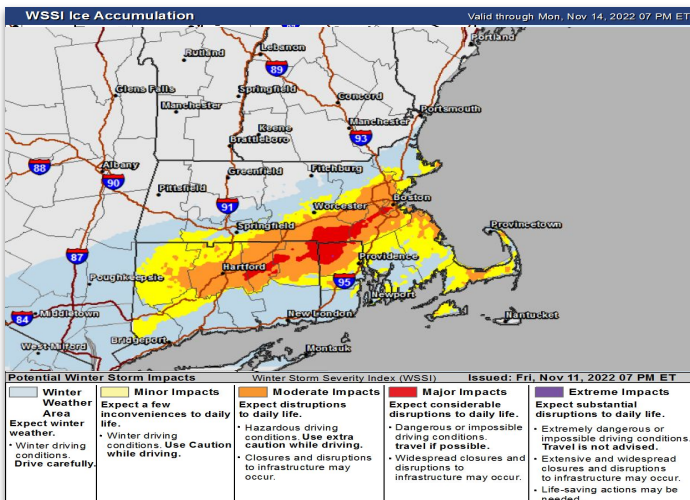 WSSI Ice Accumulation
Valid through Mon, Nov 14, 2022 07 PM ET
Portland
Rutland
Lebanon
89
Glens Falls
Springfield
Concord
Manchester
Portsmouth
Manchester
Keene
93
Brattleboro
88
Albany
90
Greenfield
Fitchburg
Pittsfield
91
Worcester
Boston
Springfield
Provincetown
87
Hartford
Providence
Poughkeepsie
95
Newport
84
Middletown
New London
Nantucket
West Milford
Bridgeport
Montauk
Potential Winter Storm Impacts
Winter Storm Severity Index (WSSI)
Issued: Fri, Nov 11, 2022 07 PM ET
Winter
Weather
Area
Expect winter
weather.
• Winter driving
conditions.
Drive carefully.
Minor Impacts
Expect a few
inconveniences to daily
life.
• Winter driving
conditions. Use Caution
while driving.
Moderate Impacts
Expect distruptions
to daily life.
• Hazardous driving
conditions. Use extra
caution while driving.
• Closures and disruptions
to infrastructure may
occur.
Major Impacts
Expect considerable
disruptions to daily life.
• Dangerous or impossible
driving conditions.
travel if possible.
• Widespread closures and
disruptions to
infrastructure may occur.
Extreme Impacts
Expect substantial
disruptions to daily life.
• Extremely dangerous or
impossible driving conditions.
Travel is not advised.
• Extensive and widespread
closures and disruptions
to infrastructure may occur.
• Life-saving actions may be
needed.